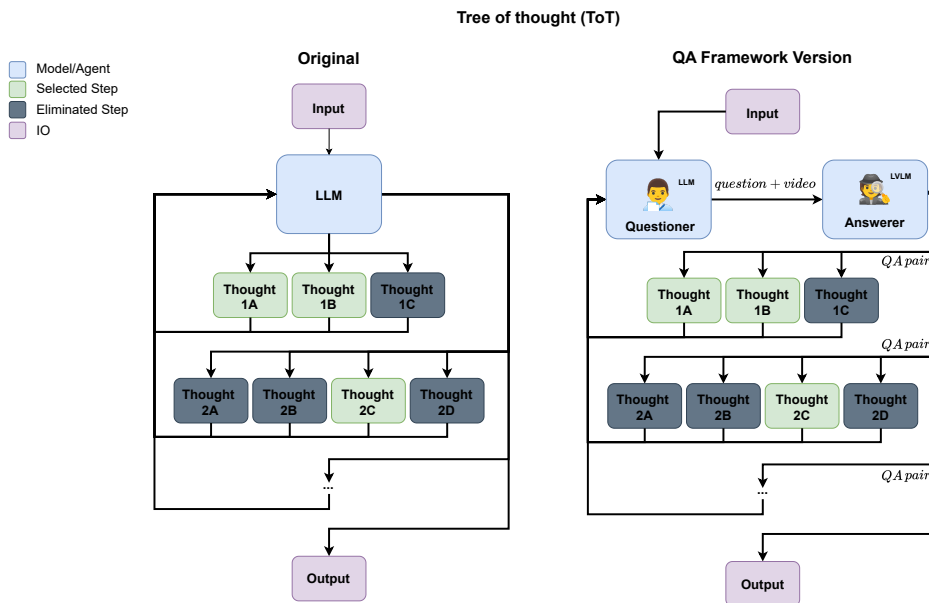 Tree of thought (ToT)
Model/Agent
Selected Step
Eliminated Step
IO
Original
Input
LLM
Thought
1A
Thought
1B
Thought
1C
Thought
2A
Thought
2B
Thought
2C
Thought
2D
...
Output
QA Framework Version
Input
LLM
Questioner
question + video
LVLM
Answerer
QA pair
Thought
1A
Thought
1B
Thought
1C
QA pair
Thought
2A
Thought
2B
Thought
2C
Thought
2D
QA pair
...
Output